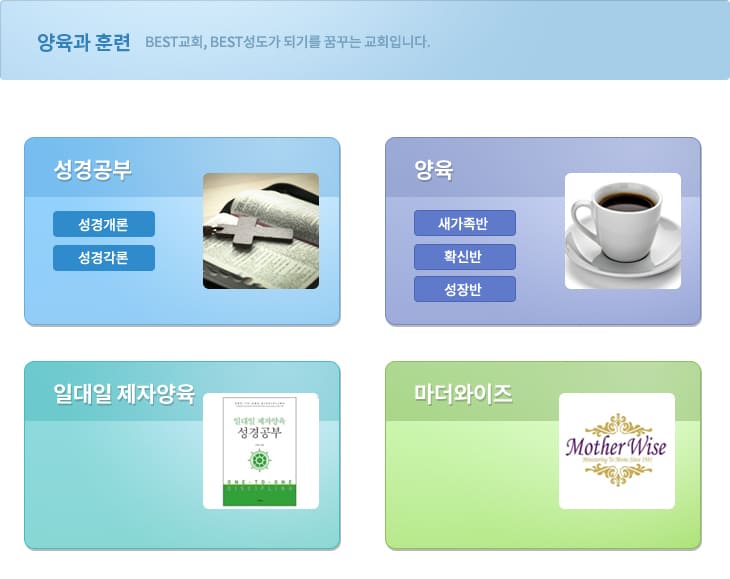 양육과 훈련 BEST교회, BEST성도가 되기를 꿈꾸는 교회입니다.
성경공부
성경개론
성경각론
양육
새가족반
확신반
성장반
일대일 제자양육
일대일 제자양육
성경공부
ONE-TO-ONE
DISCIPLING
마더와이즈
Mother Wise